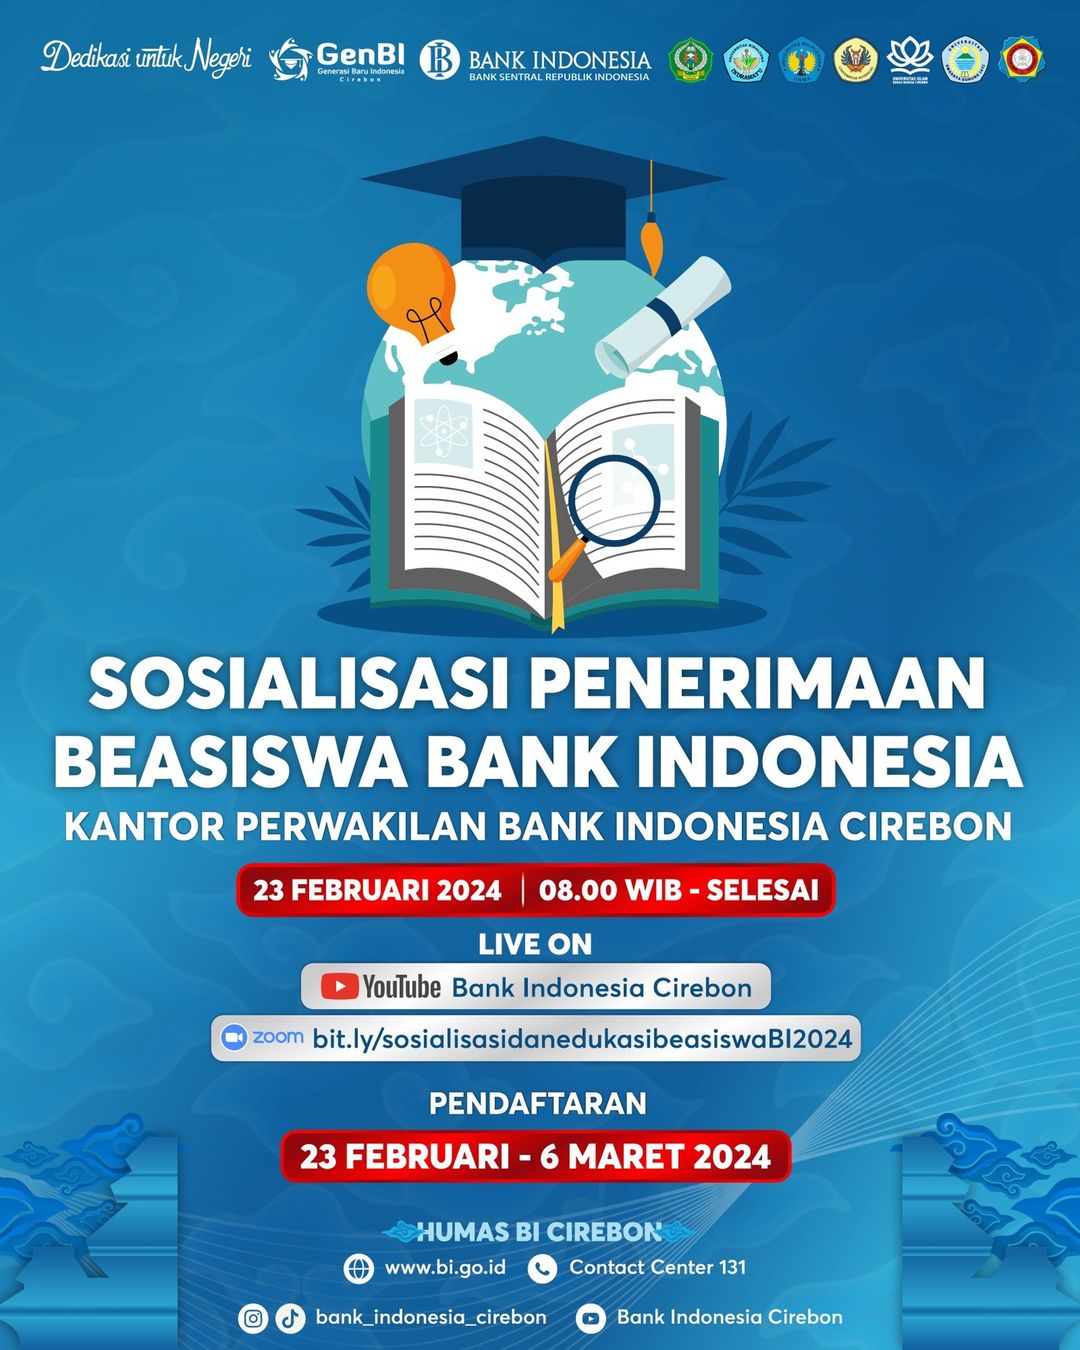 Dedikasi untuk Negeri
GenBI
Generasi Baru Indonesia
Cirebon
BANK INDONESIA
BANK SENTRAL REPUBLIK INDONESIA
SOSIALISASI PENERIMAAN
BEASISWA BANK INDONESIA
KANTOR PERWAKILAN BANK INDONESIA CIREBON
23 FEBRUARI 2024 | 08.00 WIB - SELESAI
LIVE ON
YouTube Bank Indonesia Cirebon
zoom bit.ly/sosialisasidanedukasibeasiswaBI2024
PENDAFTARAN
23 FEBRUARI - 6 MARET 2024
HUMAS BI CIREBON
www.bi.go.id Contact Center 131
bank_indonesia_cirebon Bank Indonesia Cirebon